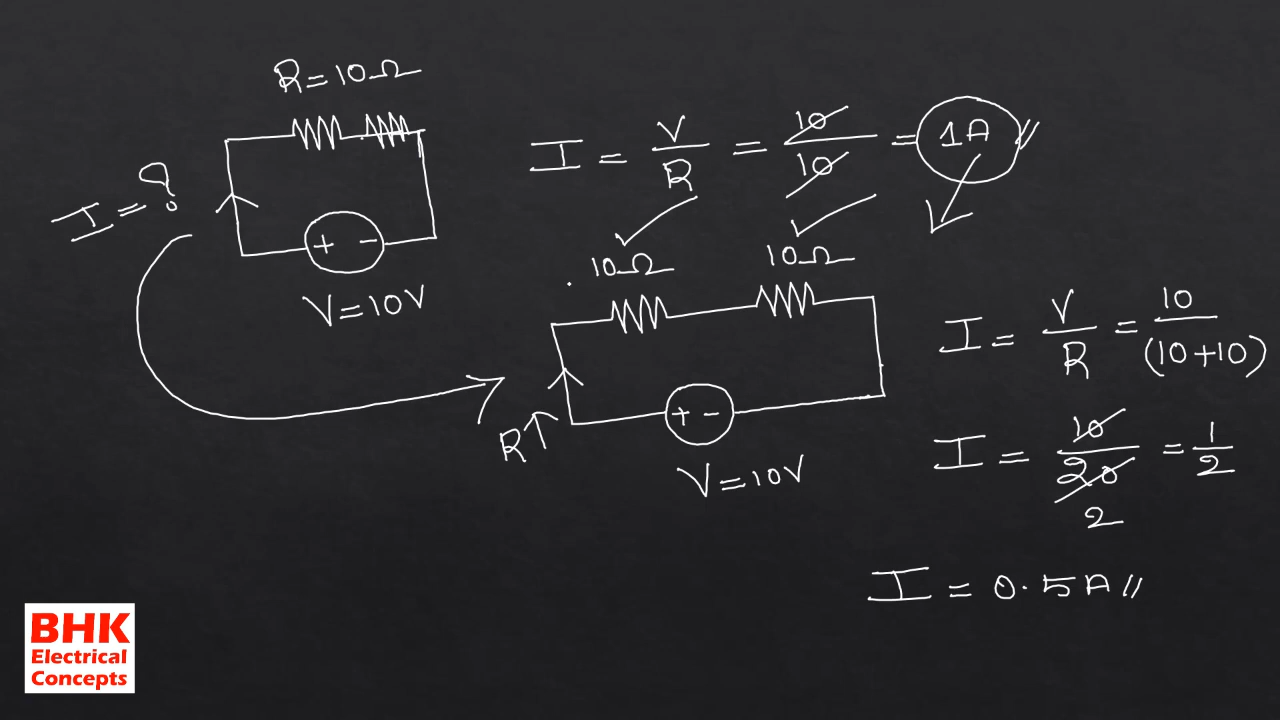 R=10Ω
I=?
+ -
V=10V
I = V/R = 10/10 = 1A //
10Ω 10Ω
R↑
+ -
V=10V
I = V/R = 10/(10+10)
I = 10/20 = 1/2
2
I = 0.5A //
BHK
Electrical
Concepts